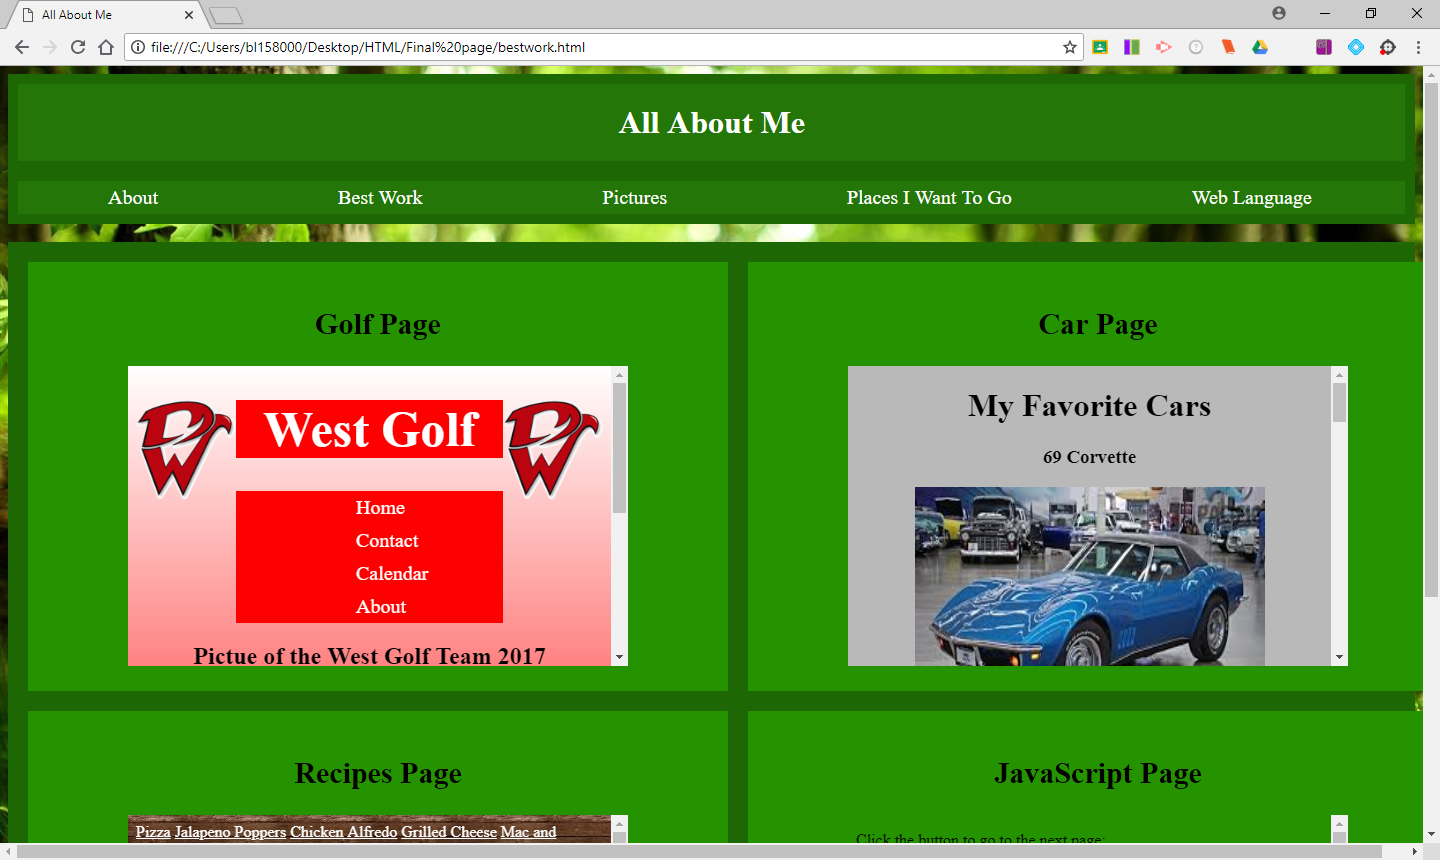 All About Me
file:///C:/Users/bl158000/Desktop/HTML/Final%20page/bestwork.html
All About Me
About Best Work Pictures Places I Want To Go Web Language
Golf Page
West Golf
Home
Contact
Calendar
About
Pictue of the West Golf Team 2017
Car Page
My Favorite Cars
69 Corvette
Recipes Page
Pizza Jalapeno Poppers Chicken Alfredo Grilled Cheese Mac and
JavaScript Page
Click the button to go to the next page: